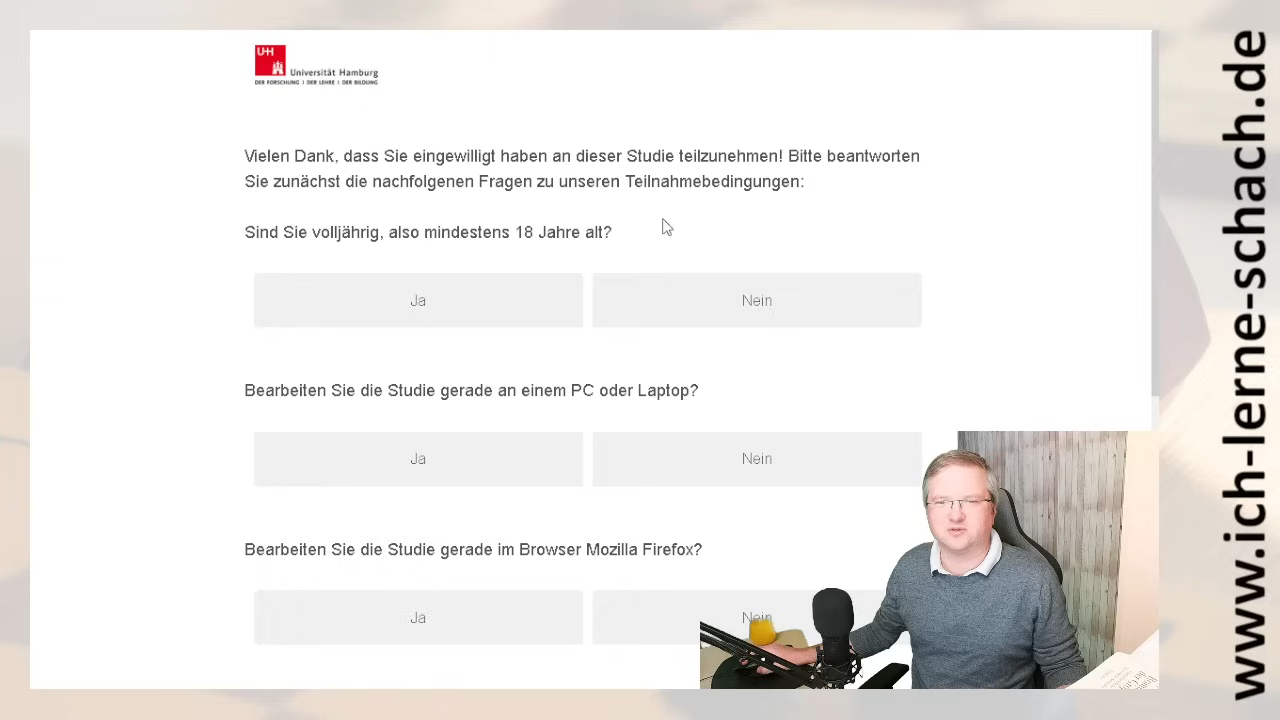 UH
Universität Hamburg
DER FORSCHUNG | DER LEHRE | DER BILDUNG
Vielen Dank, dass Sie eingewilligt haben an dieser Studie teilzunehmen! Bitte beantworten
Sie zunächst die nachfolgenen Fragen zu unseren Teilnahmebedingungen:
Sind Sie volljährig, also mindestens 18 Jahre alt?
Ja
Nein
Bearbeiten Sie die Studie gerade an einem PC oder Laptop?
Ja
Nein
Bearbeiten Sie die Studie gerade im Browser Mozilla Firefox?
Ja
Nein
www.ich-lerne-schach.de